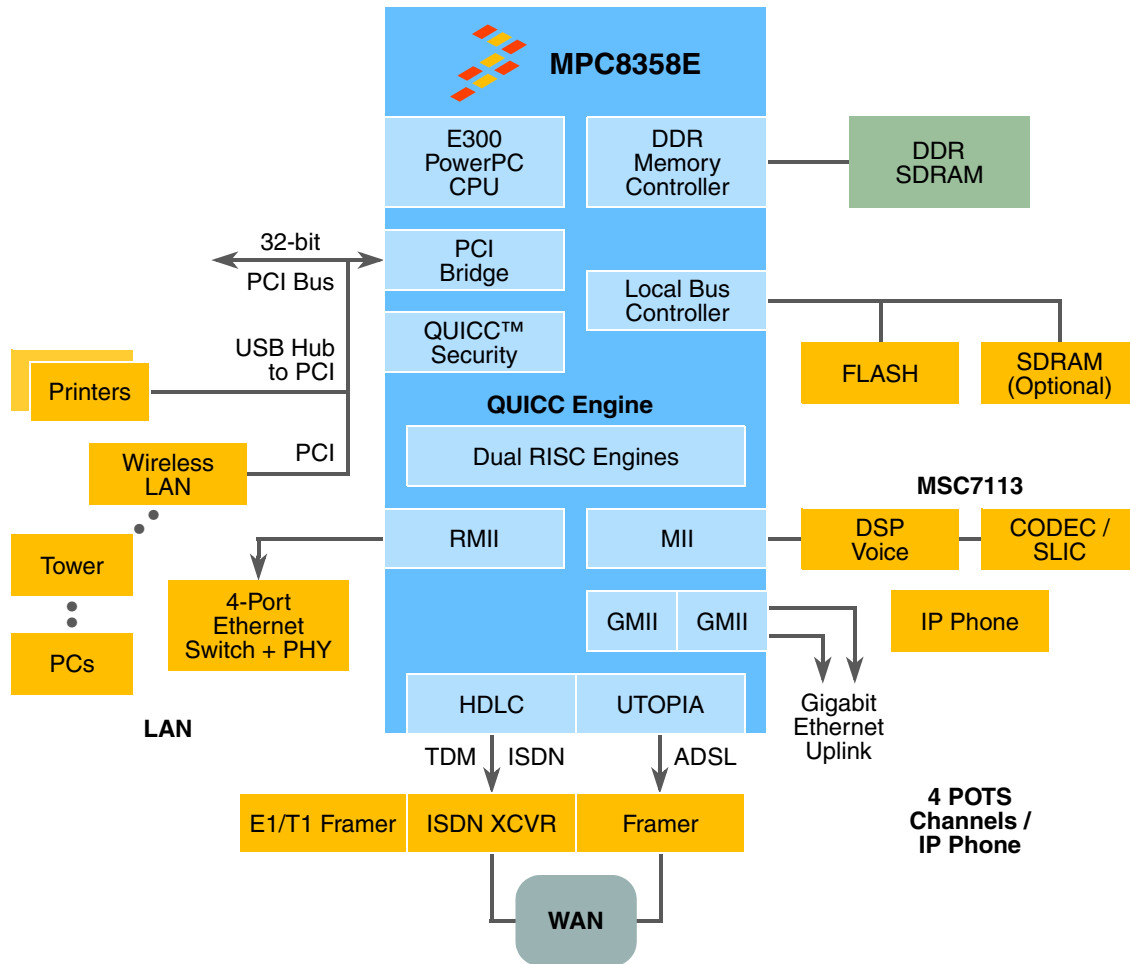 MPC8358E
E300
PowerPC
CPU
DDR
Memory
Controller
DDR
SDRAM
32-bit
PCI Bus
PCI
Bridge
Local Bus
Controller
QUICC™
Security
USB Hub
to PCI
Printers
FLASH
SDRAM
(Optional)
QUICC Engine
PCI
Wireless
LAN
Dual RISC Engines
MSC7113
RMII
MII
DSP
Voice
CODEC /
SLIC
Tower
4-Port
Ethernet
Switch + PHY
GMII
GMII
IP Phone
PCs
LAN
HDLC
UTOPIA
Gigabit
Ethernet
Uplink
TDM
ISDN
ADSL
E1/T1 Framer
ISDN XCVR
Framer
4 POTS
Channels /
IP Phone
WAN